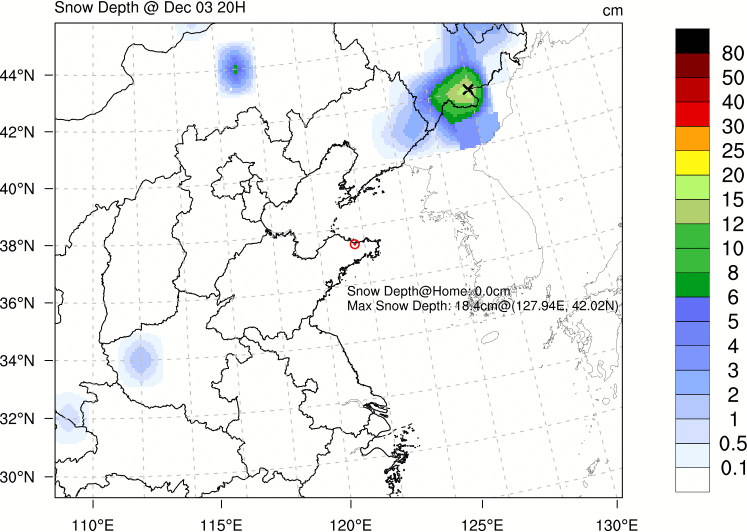 Snow Depth @ Dec 03 20H
cm
44°N
42°N
40°N
38°N
36°N
34°N
32°N
30°N
Snow Depth@Home: 0.0cm
Max Snow Depth: 18.4cm@(127.94E, 42.02N)
110°E
115°E
120°E
125°E
130°E
80
50
40
30
25
20
15
12
10
8
6
5
4
3
2
1
0.5
0.1